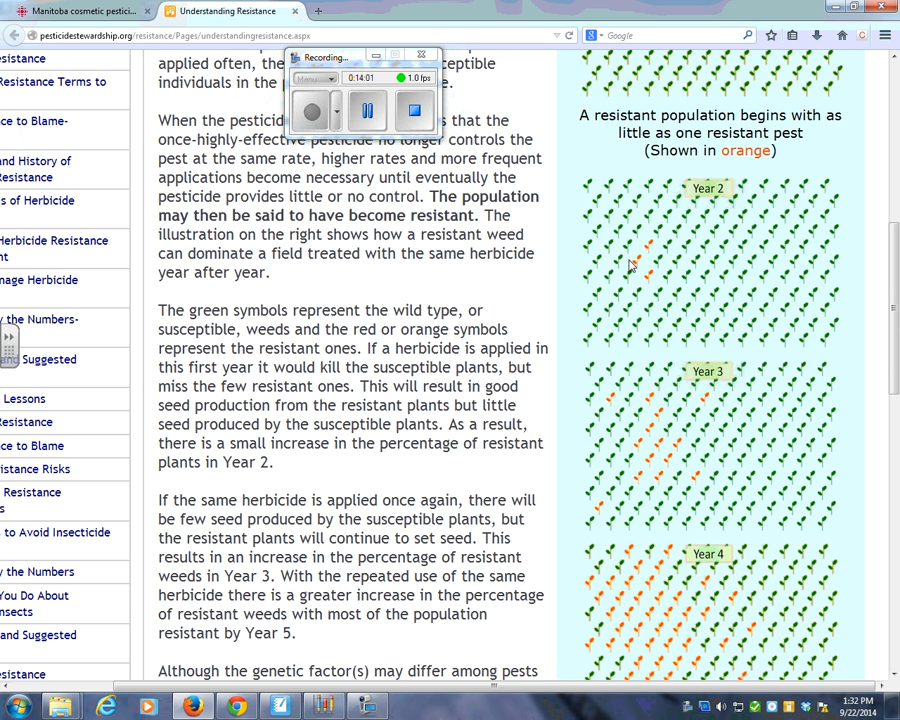 Manitoba cosmetic pestici...
Understanding Resistance
pesticidestewardship.org/resistance/Pages/understandingresistance.aspx
Google
Recording...
Menu
0:14:01
1.0 fps
esistance
Resistance Terms to
ce to Blame-
and History of
Resistance
s of Herbicide
Herbicide Resistance
nt
nage Herbicide
y the Numbers-
and Suggested
Lessons
Resistance
ce to Blame
istance Risks
Resistance
s
s to Avoid Insecticide
y the Numbers
You Do About
nsects
and Suggested
esistance
applied often, the
ceptible
individuals in the p
e.
When the pesticid
s that the
once-highly-effective pesticide no longer controls the
pest at the same rate, higher rates and more frequent
applications become necessary until eventually the
pesticide provides little or no control. The population
may then be said to have become resistant. The
illustration on the right shows how a resistant weed
can dominate a field treated with the same herbicide
year after year.
The green symbols represent the wild type, or
susceptible, weeds and the red or orange symbols
represent the resistant ones. If a herbicide is applied in
this first year it would kill the susceptible plants, but
miss the few resistant ones. This will result in good
seed production from the resistant plants but little
seed produced by the susceptible plants. As a result,
there is a small increase in the percentage of resistant
plants in Year 2.
If the same herbicide is applied once again, there will
be few seed produced by the susceptible plants, but
the resistant plants will continue to set seed. This
results in an increase in the percentage of resistant
weeds in Year 3. With the repeated use of the same
herbicide there is a greater increase in the percentage
of resistant weeds with most of the population
resistant by Year 5.
Although the genetic factor(s) may differ among pests
A resistant population begins with as
little as one resistant pest
(Shown in orange)
Year 2
Year 3
Year 4
1:32 PM
9/22/2014